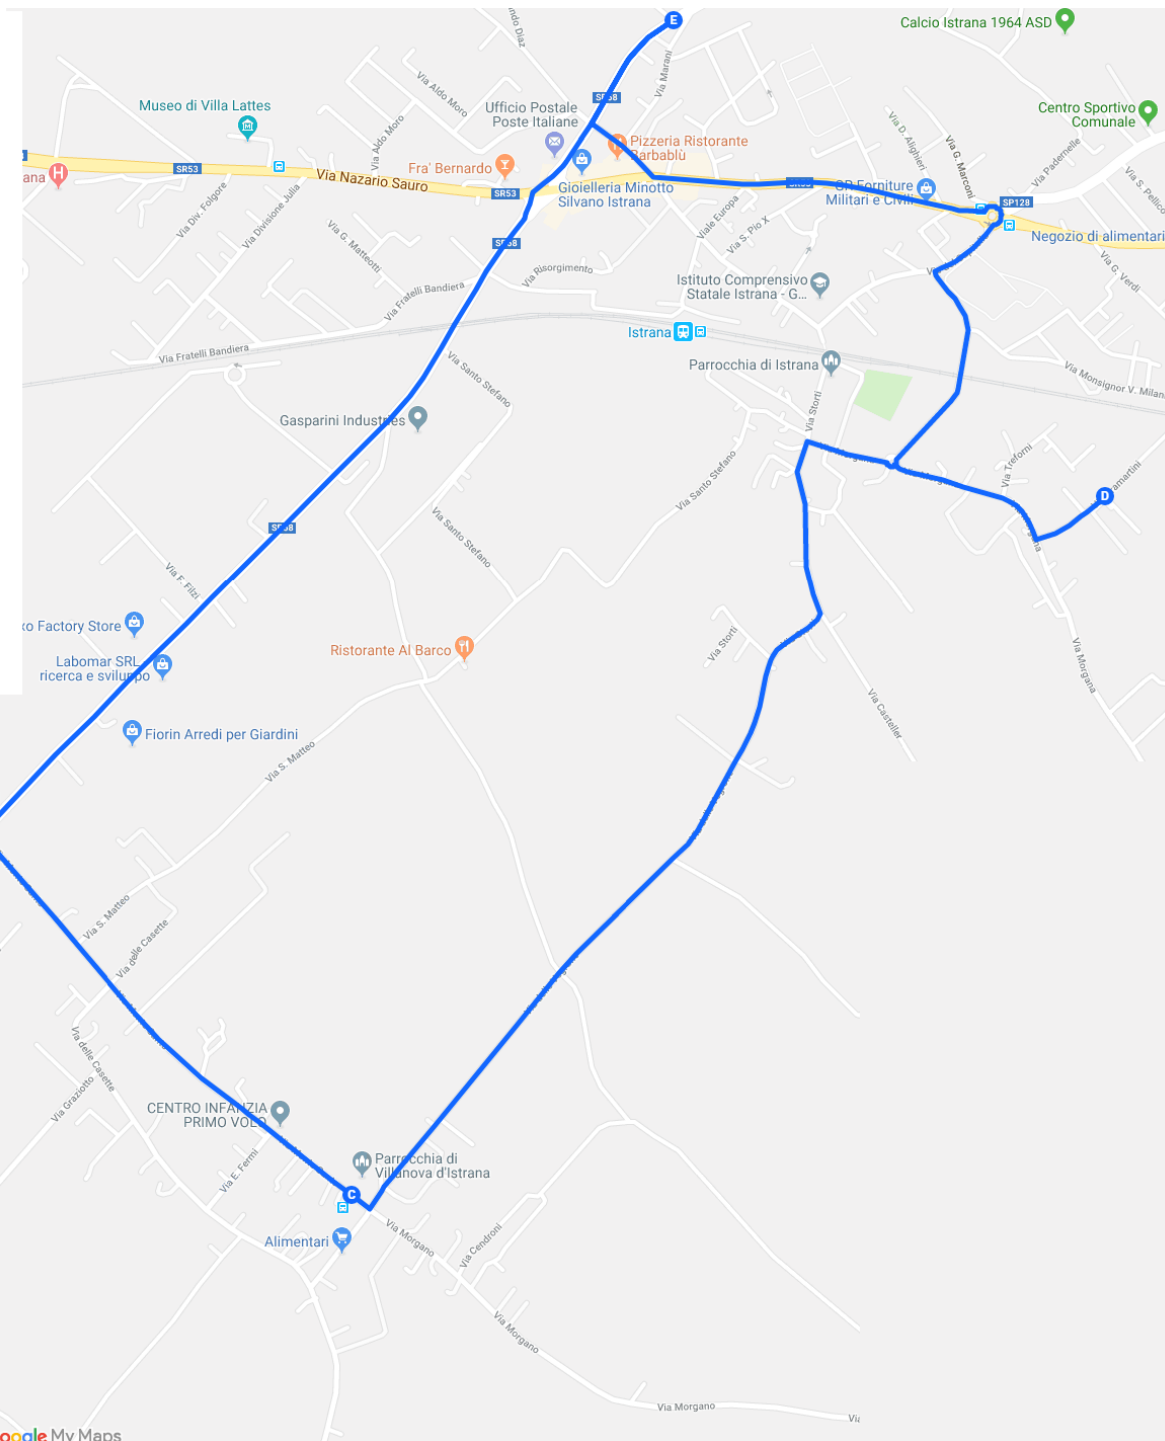 E
Calcio Istrana 1964 ASD
Via Marani
Via Aldo Moro
SR68
Museo di Villa Lattes
Ufficio Postale
Poste Italiane
Centro Sportivo
Comunale
Via Aldo Moro
Via D. Alighieri
Via G. Marconi
Via Padernelle
Pizzeria Ristorante
Barbablù
H
SR53
Via Nazario Sauro
Fra' Bernardo
SR53
Gioielleria Minotto
Silvano Istrana
GR Forniture
Militari e Civili
SP128
Via S. Pellico
Via Div. Folgore
Via Divisione Julia
Via G. Matteotti
Viale Europa
Via S. Pio X
Negozio di alimentari
Via G. Verdi
Via Risorgimento
Via Fratelli Bandiera
Istituto Comprensivo
Statale Istrana - G...
Istrana
Via Fratelli Bandiera
Parrocchia di Istrana
Via Monsignor V. Milani
Via Santo Stefano
Via Storti
Gasparini Industries
Via Morgana
Via Treforni
Via Santo Stefano
D
Via Morgana
Via Santo Stefano
Via F. Filzi
xo Factory Store
Ristorante Al Barco
Via Storti
Via Morgana
Labomar SRL
ricerca e sviluppo
Via Casteller
Fiorin Arredi per Giardini
Via S. Matteo
Via S. Matteo
Via delle Casette
Via delle Casette
Via Graziotto
CENTRO INFANZIA
PRIMO VOLO
Via E. Fermi
Parrocchia di
Villanova d'Istrana
C
Alimentari
Via Morgano
Via Cendroni
Via Morgano
Via Morgano
Google My Maps